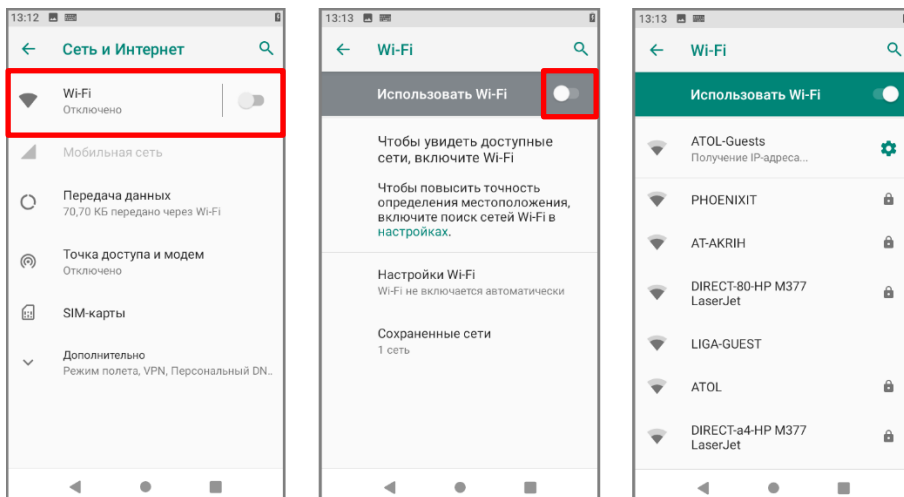 13:12
Сеть и Интернет
Wi-Fi
Отключено
Мобильная сеть
Передача данных
70,70 КБ передано через Wi-Fi
Точка доступа и модем
Отключено
SIM-карты
Дополнительно
Режим полета, VPN, Персональный DN..
13:13
Wi-Fi
Использовать Wi-Fi
Чтобы увидеть доступные
сети, включите Wi-Fi
Чтобы повысить точность
определения местоположения,
включите поиск сетей Wi-Fi в
настройках.
Настройки Wi-Fi
Wi-Fi не включается автоматически
Сохраненные сети
1 сеть
13:13
Wi-Fi
Использовать Wi-Fi
ATOL-Guests
Получение IP-адреса...
PHOENIXIT
AT-AKRIH
DIRECT-80-HP M377
LaserJet
LIGA-GUEST
ATOL
DIRECT-a4-HP M377
LaserJet